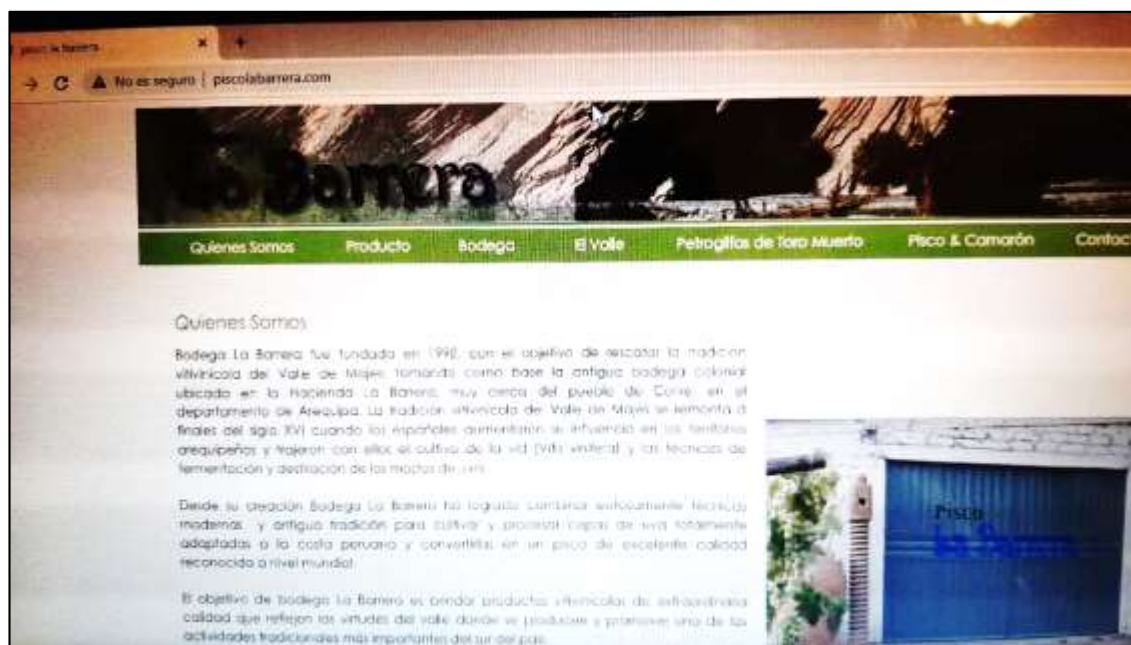 pisco la barrera
No es seguro | piscolabarrera.com
La Barrera
Quienes Somos Producto Bodega El Valle Petroglifos de Toro Muerto Pisco & Camarón
Quienes Somos
Bodega La Barrera fue fundada en con el objetivo de rescatar la tradición
vitivinícola del Valle de Majes tomando como base la antigua bodega colonial
ubicada en la Hacienda La Barrera, muy cerca del pueblo de Corire, en el
departamento de Arequipa. La tradición vitivinícola de Valle de Majes se remonta a
finales del siglo XVI cuando los españoles aumentaron su influencia en los territorios
arequipeños y trajeron con ellos el cultivo de la vid (Vitis vinifera) y las técnicas de
fermentación y destilación de los mostos de
Desde su creación Bodega La Barrera ha logrado combinar técnicas
modernas y antigua tradición para cultivar y procesar cepas de uva totalmente
adaptadas a la costa peruana y convertirlas en un pisco de excelente calidad
reconocido a nivel mundial.
El objetivo de bodega La Barrera es productos vitivinícolas de extraordinaria
calidad que reflejan las virtudes del valle donde se producen y promover una de las
actividades tradicionales más importantes del sur del país.
Pisco
La Barrera